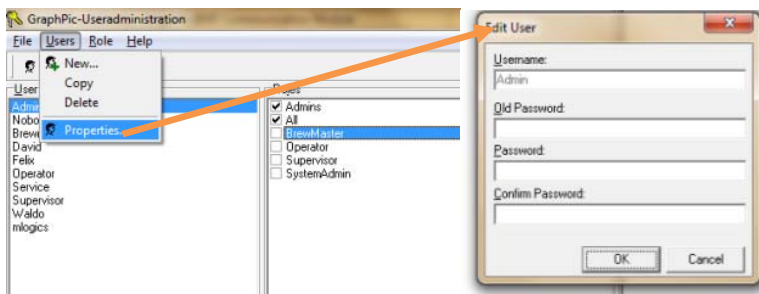 GraphPic-Useradministration
File Users Role Help
New...
Copy
Delete
Properties...
User
Nobo
Brew
David
Felix
Operator
Service
Supervisor
Waldo
mlogics
Admins
All
BrewMaster
Operator
Supervisor
SystemAdmin
Edit User
Username:
Admin
Old Password:
Password:
Confirm Password:
OK
Cancel